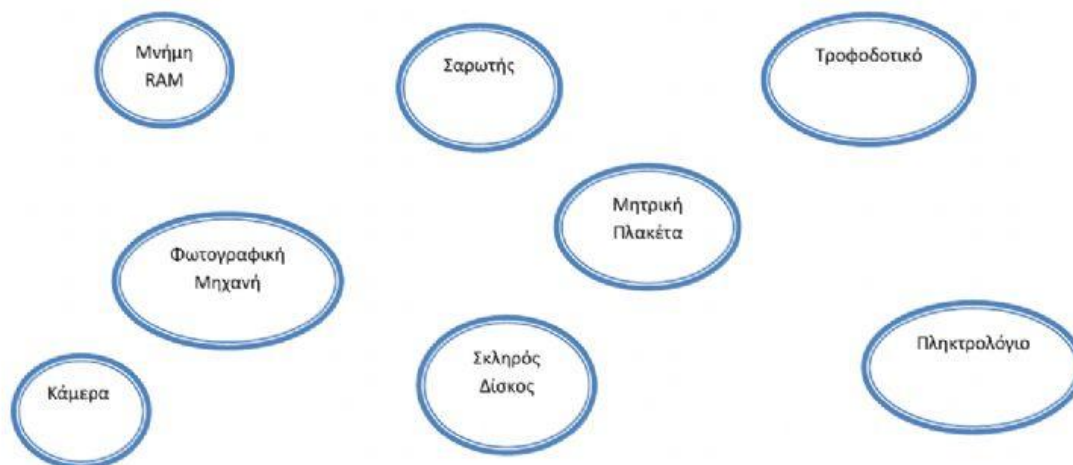 Μνήμη
RAM
Σαρωτής
Τροφοδοτικό
Μητρική
Πλακέτα
Φωτογραφική
Μηχανή
Σκληρός
Δίσκος
Πληκτρολόγιο
Κάμερα